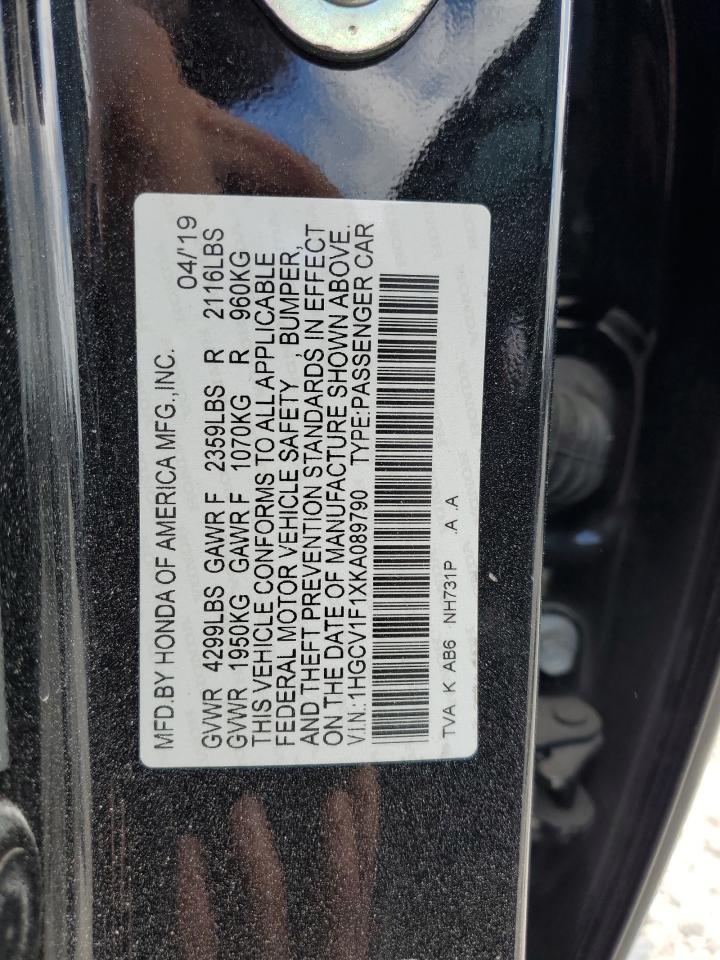 MFD.BY HONDA OF AMERICA MFG.,INC. 04/'19
GVWR 4299LBS GAWR F 2359LBS R 2116LBS
GVWR 1950KG GAWR F 1070KG R 960KG
THIS VEHICLE CONFORMS TO ALL APPLICABLE
FEDERAL MOTOR VEHICLE SAFETY , BUMPER,
AND THEFT PREVENTION STANDARDS IN EFFECT
ON THE DATE OF MANUFACTURE SHOWN ABOVE.
V.I.N.:1HGCV1F1XKA089790 TYPE:PASSENGER CAR
TVA K AB6 NH731P .A .A